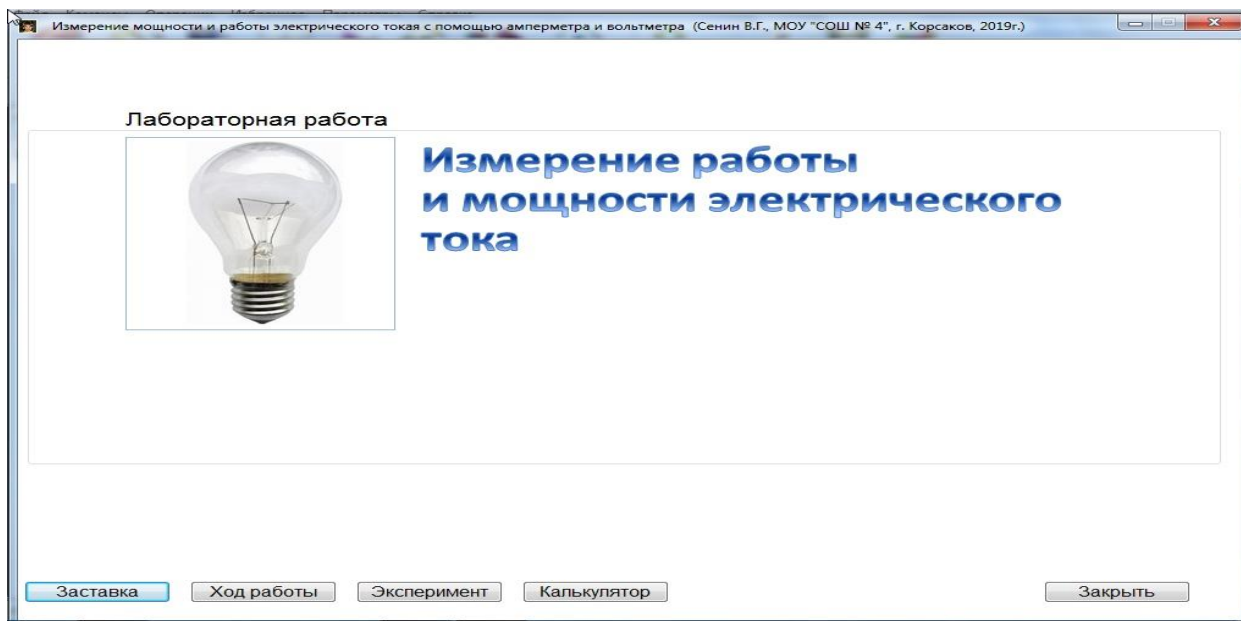 Измерение мощности и работы электрического токая с помощью амперметра и вольтметра (Сенин В.Г., МОУ "СОШ № 4", г. Корсаков, 2019г.)
Лабораторная работа
Измерение работы
и мощности электрического
тока
Заставка Ход работы Эксперимент Калькулятор Закрыть